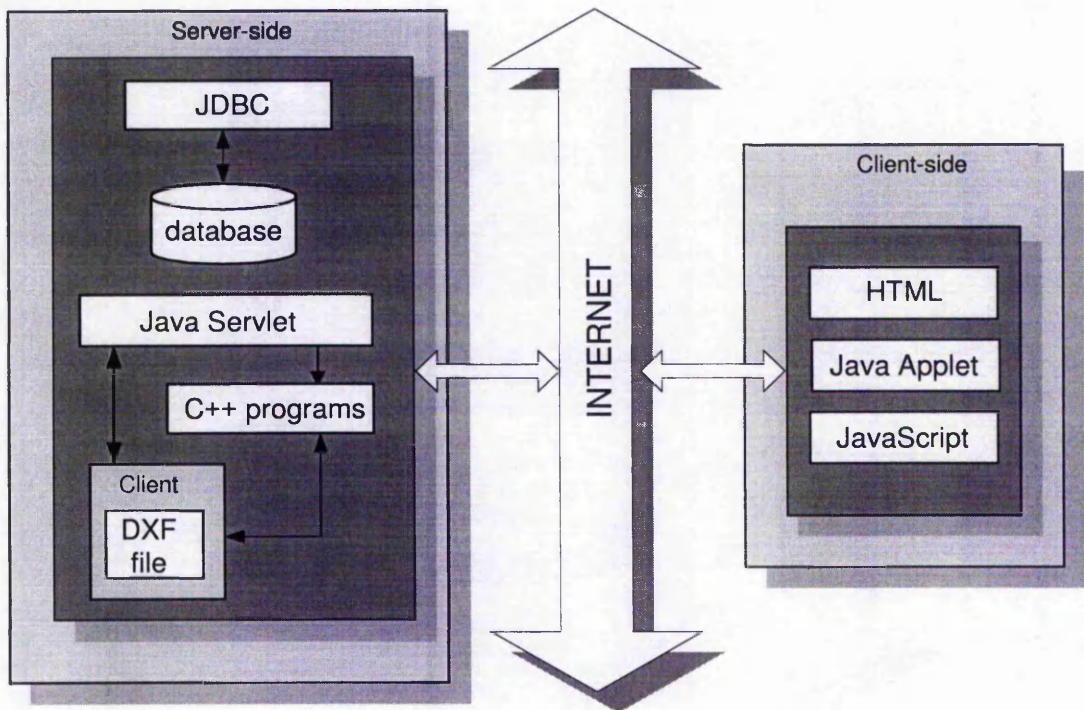 Server-side
JDBC
database
Java Servlet
C++ programs
Client
DXF
file
INTERNET
Client-side
HTML
Java Applet
JavaScript